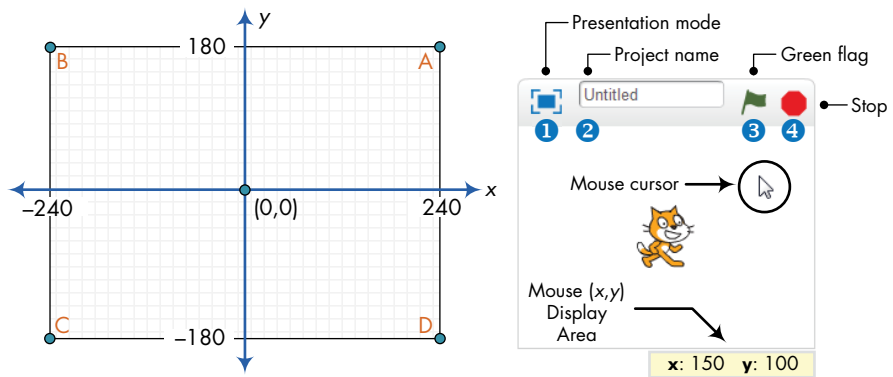 y
B
180
A
x
−240
(0,0)
240
C
−180
D
Presentation mode
Project name
Green flag
Untitled
Stop
1
2
3
4
Mouse cursor
Mouse (x,y)
Display
Area
x: 150 y: 100